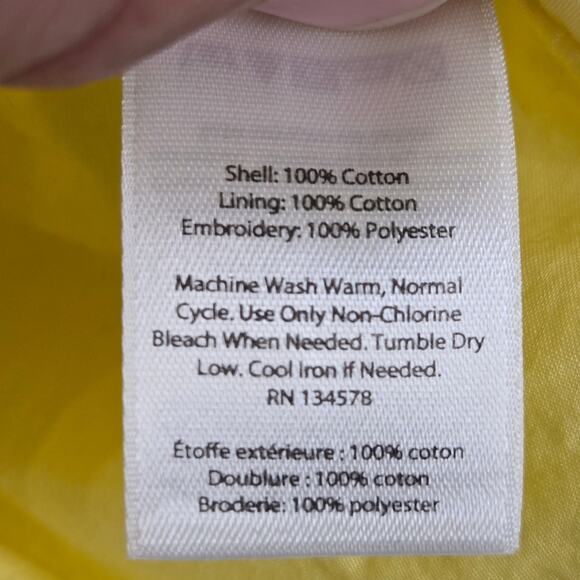 Shell: 100% Cotton
Lining: 100% Cotton
Embroidery: 100% Polyester
Machine Wash Warm, Normal
Cycle. Use Only Non-Chlorine
Bleach When Needed. Tumble Dry
Low. Cool Iron If Needed.
RN 134578
Étoffe extérieure : 100% coton
Doublure : 100% coton
Broderie: 100% polyester